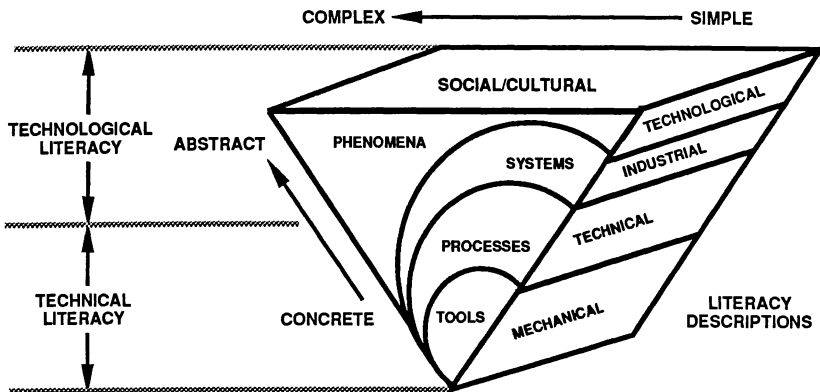 COMPLEX
SIMPLE
SOCIAL/CULTURAL
TECHNOLOGICAL
TECHNOLOGICAL
LITERACY
ABSTRACT
PHENOMENA
SYSTEMS
INDUSTRIAL
PROCESSES
TECHNICAL
TECHNICAL
LITERACY
CONCRETE
TOOLS
MECHANICAL
LITERACY
DESCRIPTIONS